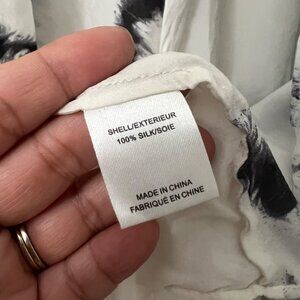 SHELL/EXTERIEUR
100% SILK/SOIE
MADE IN CHINA
FABRIQUÉ EN CHINE